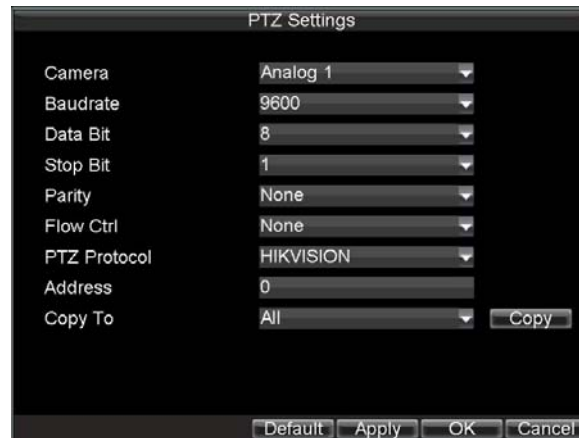 PTZ Settings
Camera Analog 1
Baudrate 9600
Data Bit 8
Stop Bit 1
Parity None
Flow Ctrl None
PTZ Protocol HIKVISION
Address 0
Copy To All Copy
Default Apply OK Cancel